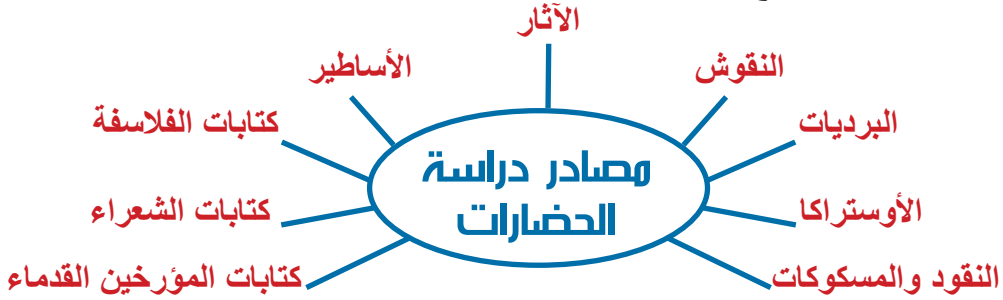 الآثار
النقوش
الأساطير
البرديات
كتابات الفلاسفة
مصادر دراسة
الحضارات
الأوستراكا
كتابات الشعراء
النقود والمسكوكات
كتابات المؤرخين القدماء